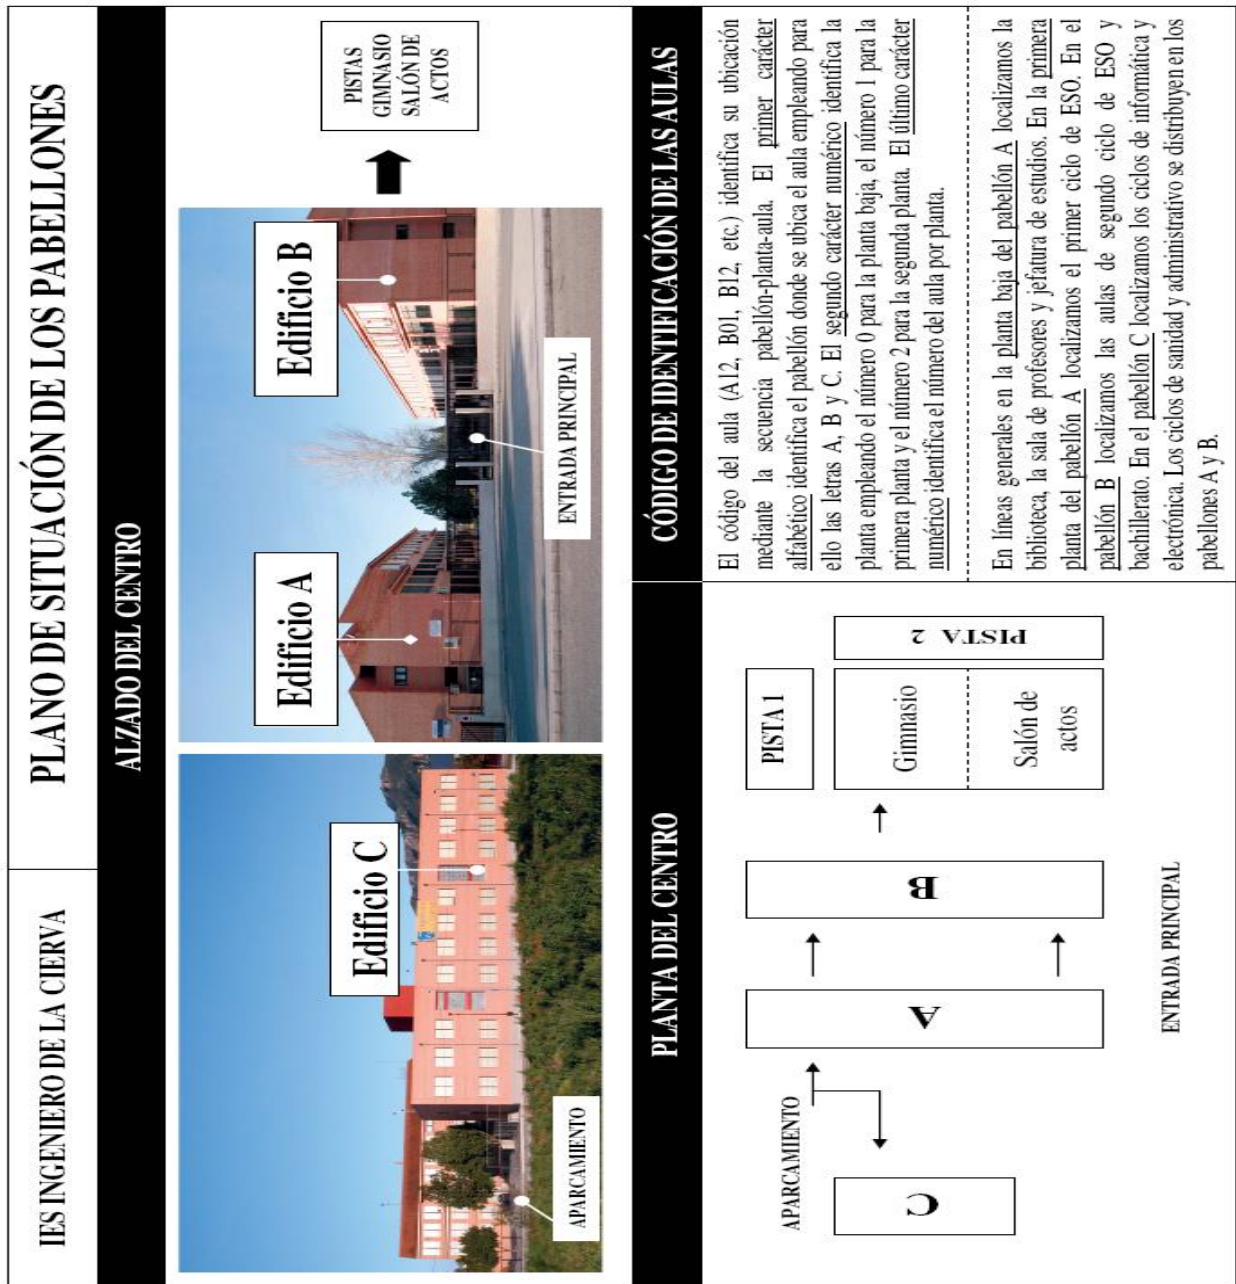 IES INGENIERO DE LA CIERVA
PLANO DE SITUACIÓN DE LOS PABELLONES
ALZADO DEL CENTRO
Edificio C
APARCAMIENTO
Edificio A
Edificio B
ENTRADA PRINCIPAL
PISTAS
GIMNASIO
SALÓN DE
ACTOS
PLANTA DEL CENTRO
APARCAMIENTO
C
A
B
PISTA 1
Gimnasio
Salón de
actos
PISTA 2
ENTRADA PRINCIPAL
CÓDIGO DE IDENTIFICACIÓN DE LAS AULAS
El código del aula (A12, B01, B12, etc.) identifica su ubicación
mediante la secuencia pabellón-planta-aula. El primer carácter
alfabético identifica el pabellón donde se ubica el aula empleando para
ello las letras A, B y C. El segundo carácter numérico identifica la
planta empleando el número 0 para la planta baja, el número 1 para la
primera planta y el número 2 para la segunda planta. El último carácter
numérico identifica el número del aula por planta.
En líneas generales en la planta baja del pabellón A localizamos la
biblioteca, la sala de profesores y jefatura de estudios. En la primera
planta del pabellón A localizamos el primer ciclo de ESO. En el
pabellón B localizamos las aulas de segundo ciclo de ESO y
bachillerato. En el pabellón C localizamos los ciclos de informática y
electrónica. Los ciclos de sanidad y administrativo se distribuyen en los
pabellones A y B.